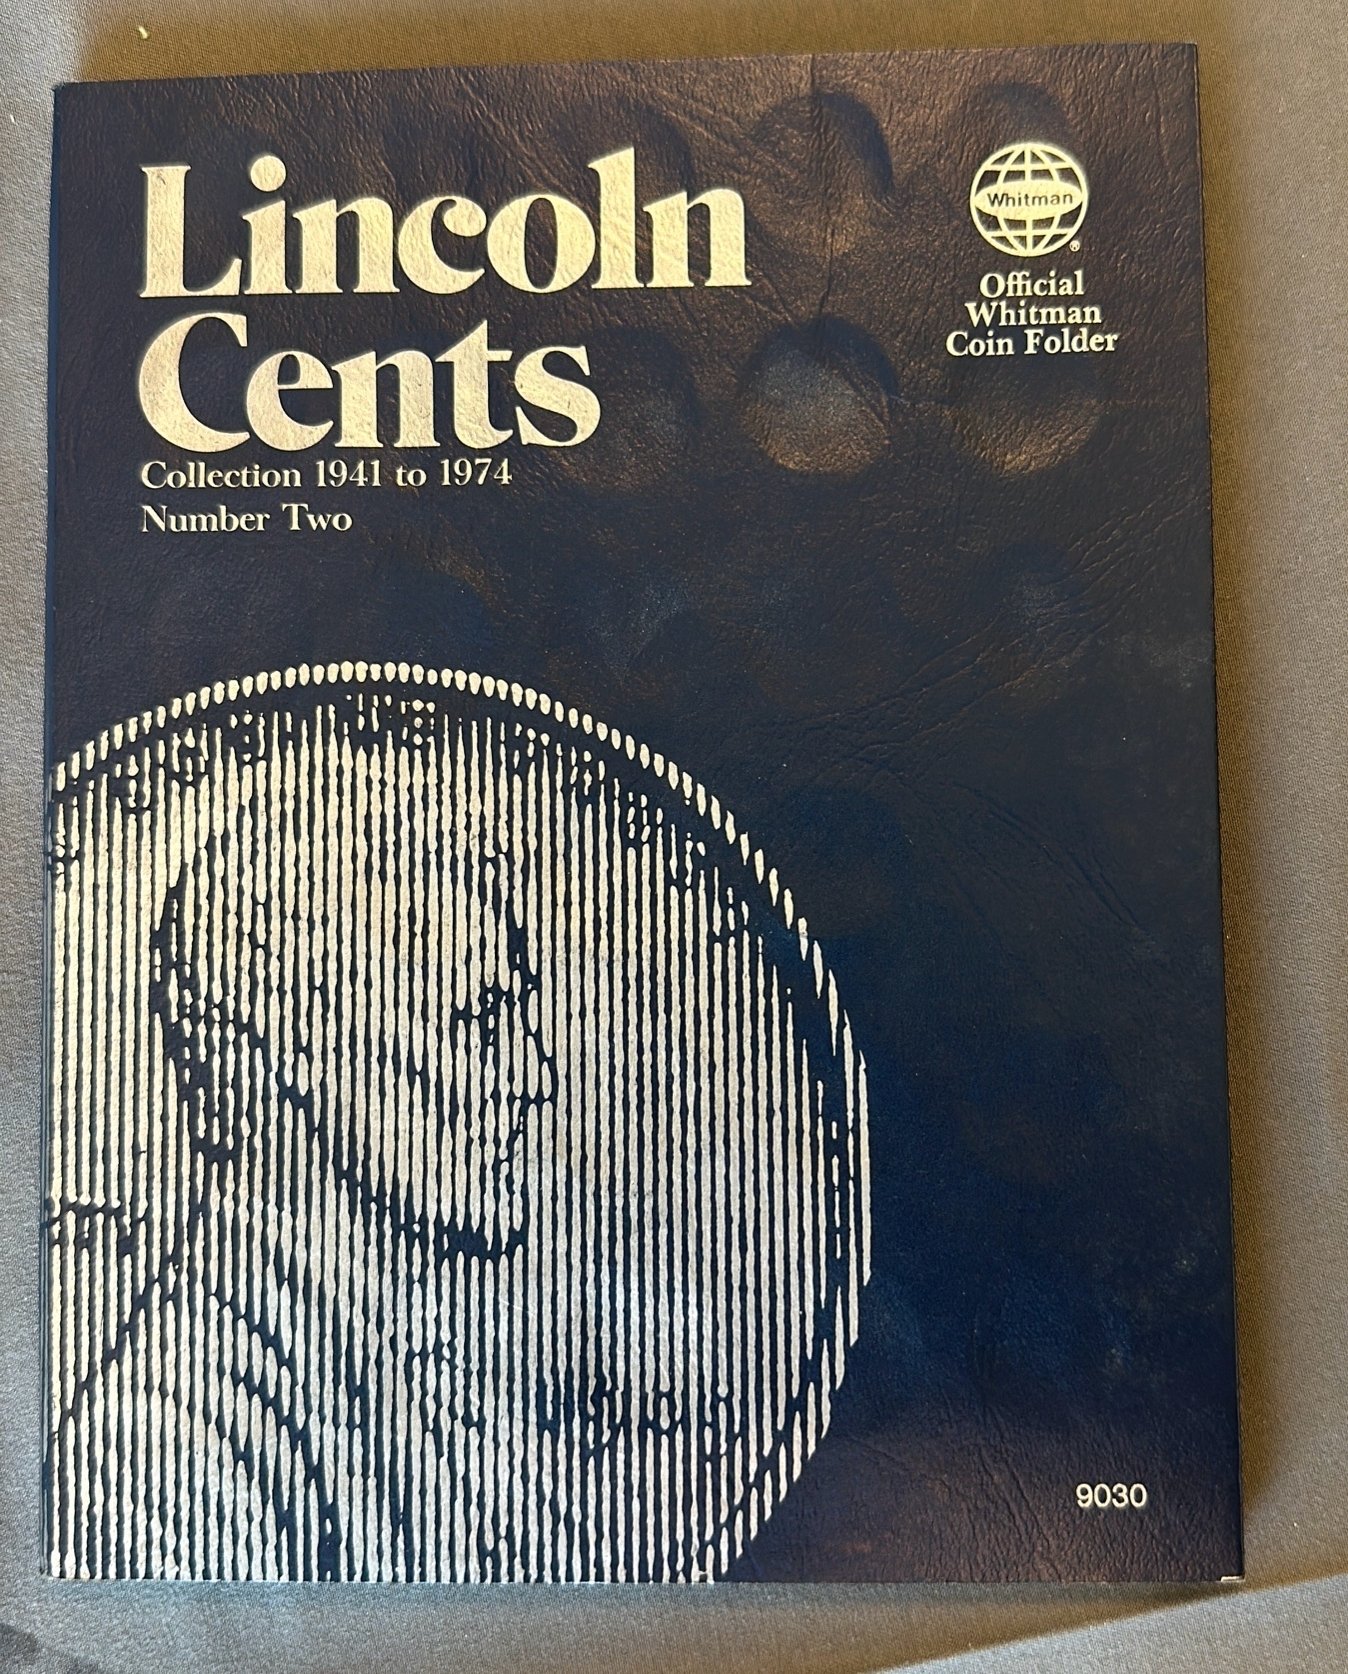 Lincoln
Cents
Collection 1941 to 1974
Number Two
Whitman
®
Official
Whitman
Coin Folder
9030